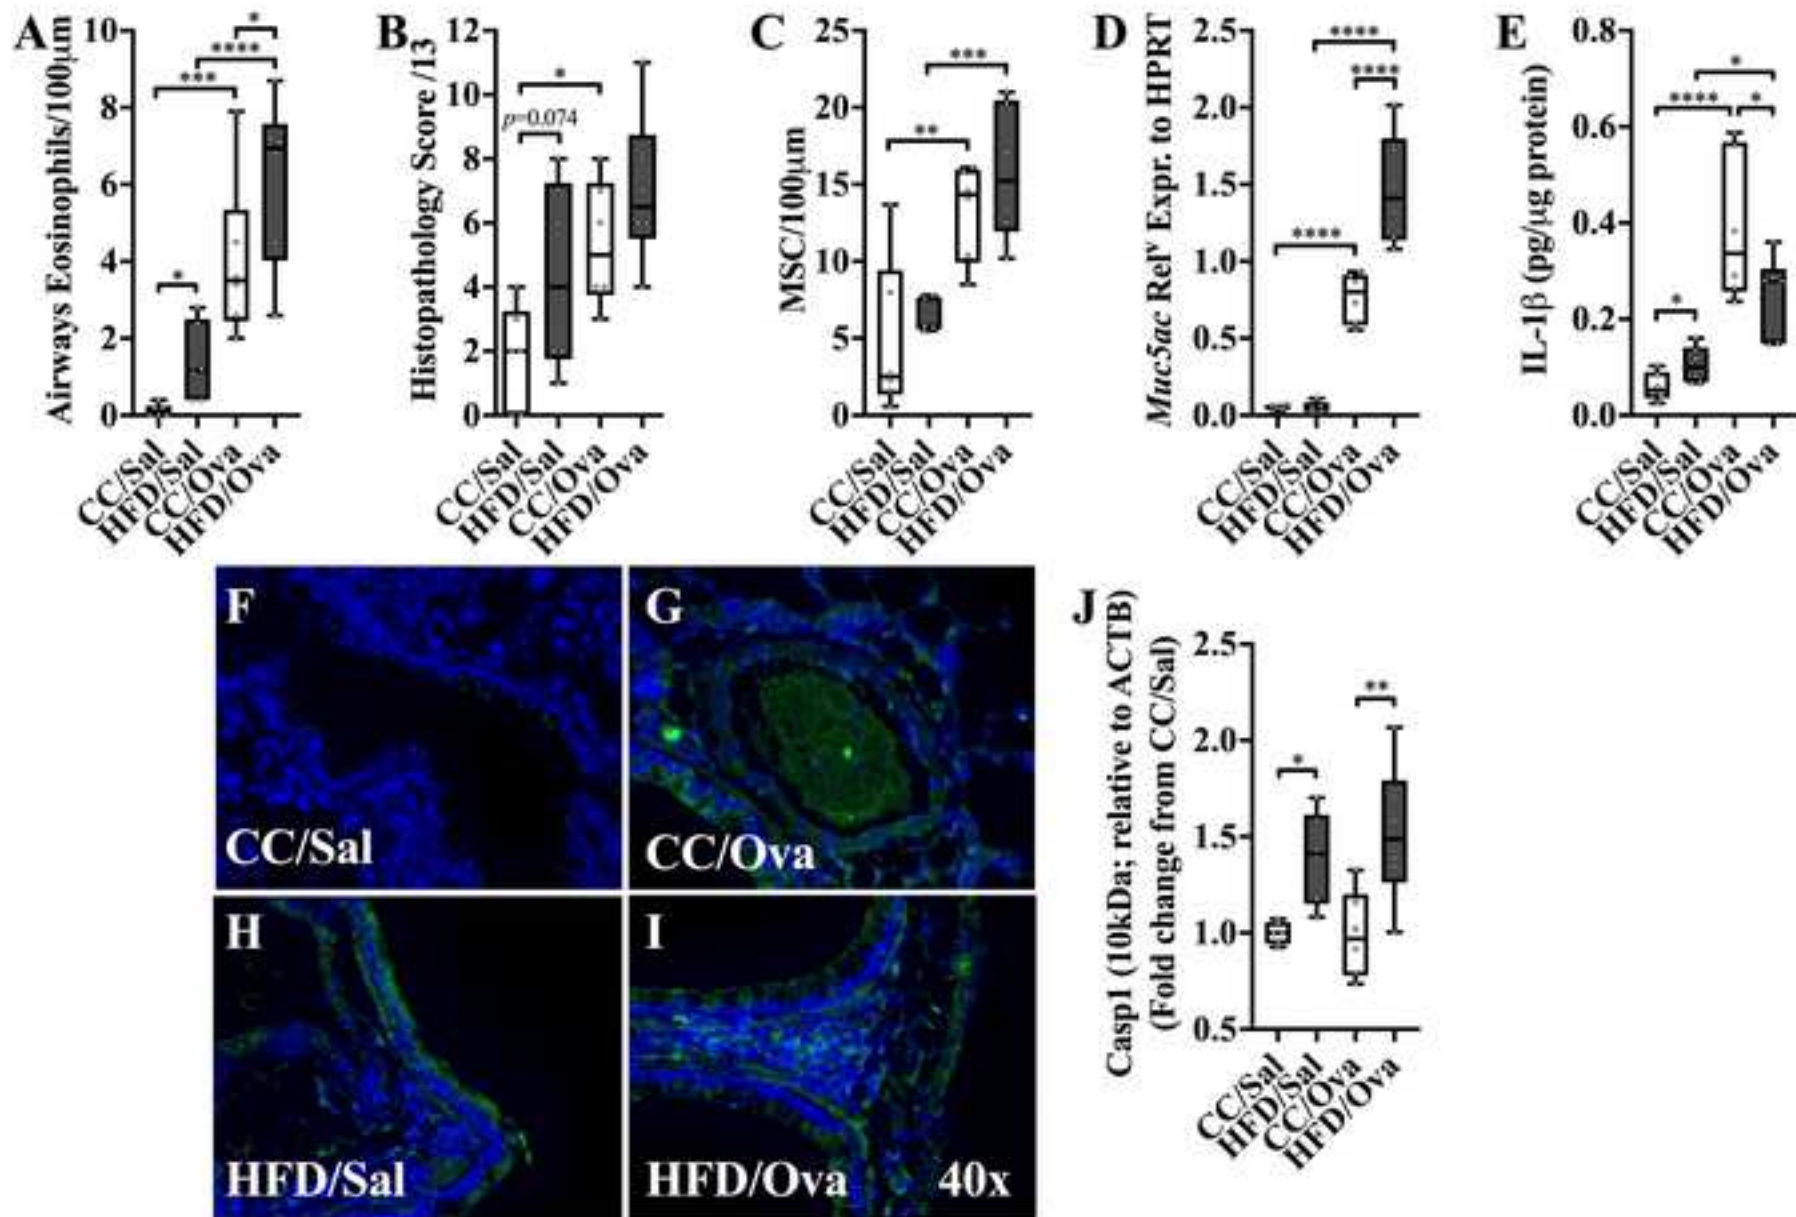 A
Airways Eosinophils/100µm
10
8
6
4
2
0
*
****
***
*
CC/Sal
HFD/Sal
CC/Ova
HFD/Ova
B
Histopathology Score /13
12
10
8
6
4
2
0
*
p=0.074
CC/Sal
HFD/Sal
CC/Ova
HFD/Ova
C
MSC/100µm
25
20
15
10
5
0
***
**
CC/Sal
HFD/Sal
CC/Ova
HFD/Ova
D
Muc5ac Relᵛ Expr. to HPRT
2.5
2.0
1.5
1.0
0.5
0.0
****
****
****
CC/Sal
HFD/Sal
CC/Ova
HFD/Ova
E
IL-1β (pg/µg protein)
0.8
0.6
0.4
0.2
0.0
*
****
*
*
CC/Sal
HFD/Sal
CC/Ova
HFD/Ova
F
CC/Sal
G
CC/Ova
H
HFD/Sal
I
HFD/Ova
40x
J
Casp1 (10kDa; relative to ACTB)
(Fold change from CC/Sal)
2.5
2.0
1.5
1.0
0.5
*
**
CC/Sal
HFD/Sal
CC/Ova
HFD/Ova